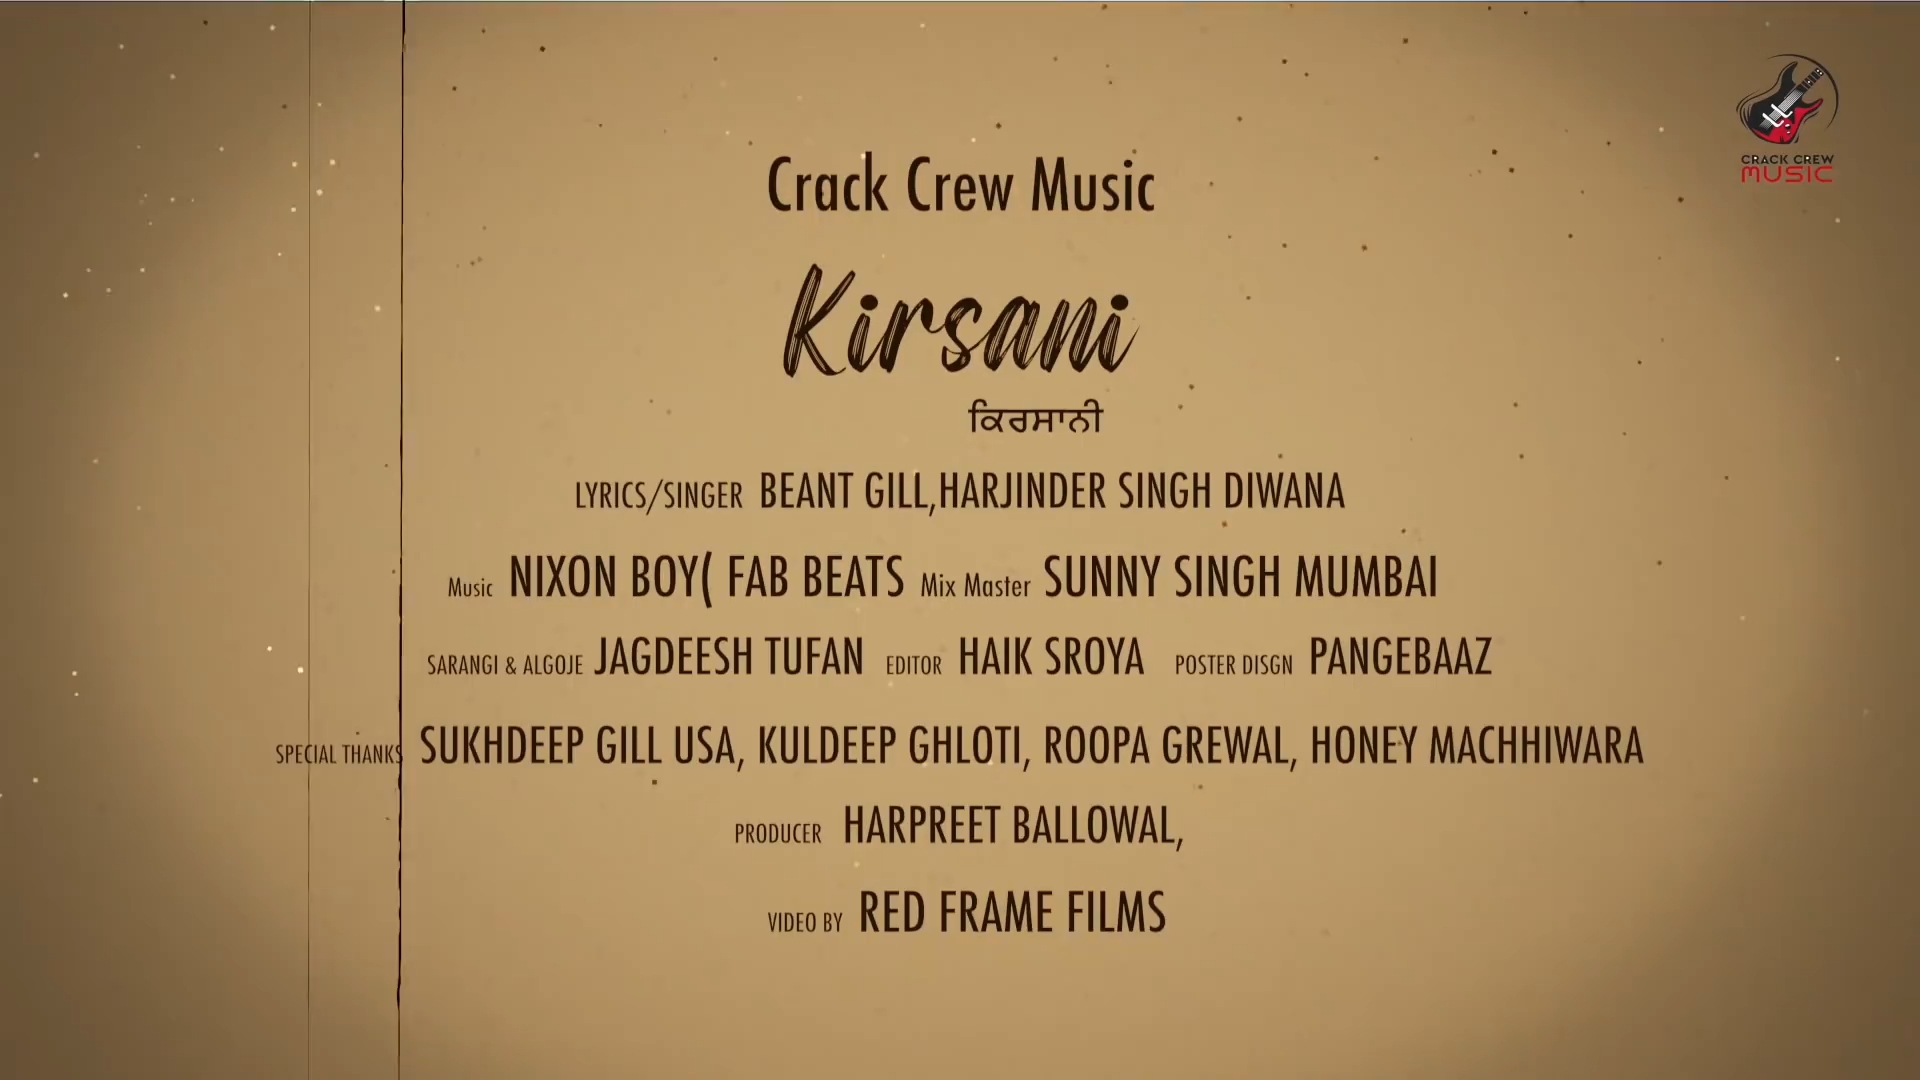 CRACK CREW
MUSIC
Crack Crew Music
Kirsani
ਕਿਰਸਾਨੀ
LYRICS/SINGER BEANT GILL,HARJINDER SINGH DIWANA
Music NIXON BOY( FAB BEATS Mix Master SUNNY SINGH MUMBAI
SARANGI & ALGOJE JAGDEESH TUFAN EDITOR HAIK SROYA POSTER DISGN PANGEBAAZ
SPECIAL THANKS SUKHDEEP GILL USA, KULDEEP GHLOTI, ROOPA GREWAL, HONEY MACHHIWARA
PRODUCER HARPREET BALLOWAL,
VIDEO BY RED FRAME FILMS